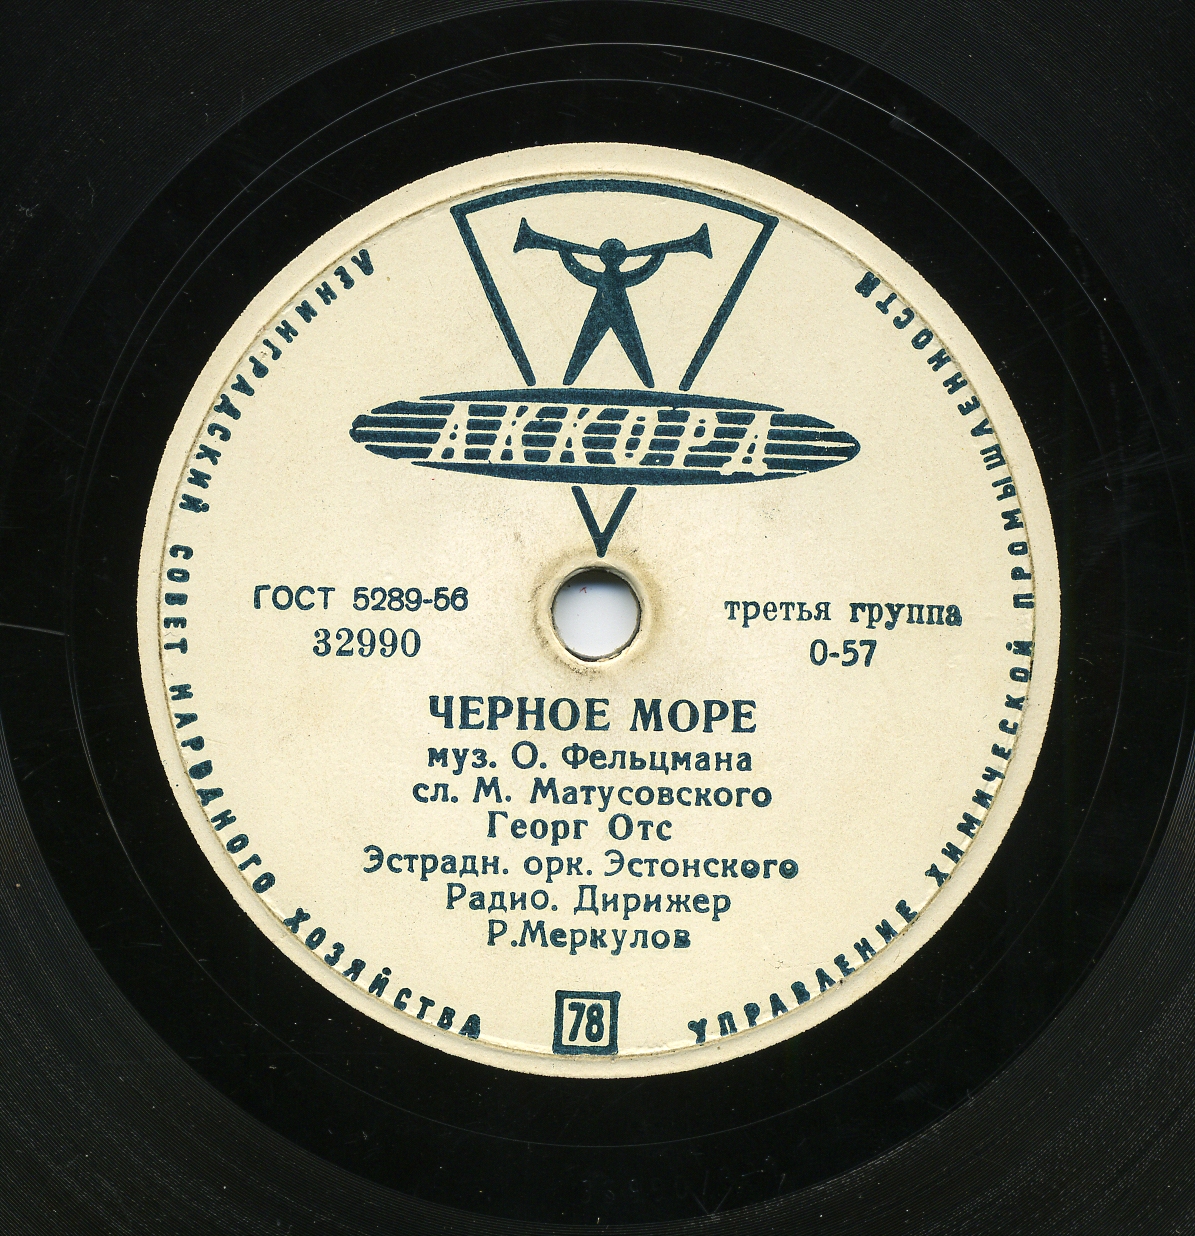 АККОРД
ЛЕНИНГРАДСКИЙ СОВЕТ НАРОДНОГО ХОЗЯЙСТВА
УПРАВЛЕНИЕ ХИМИЧЕСКОЙ ПРОМЫШЛЕННОСТИ
ГОСТ 5289-56
32990
третья группа
0-57
ЧЕРНОЕ МОРЕ
муз. О. Фельцмана
сл. М. Матусовского
Георг Отс
Эстрадн. орк. Эстонского
Радио. Дирижер
Р.Меркулов
78